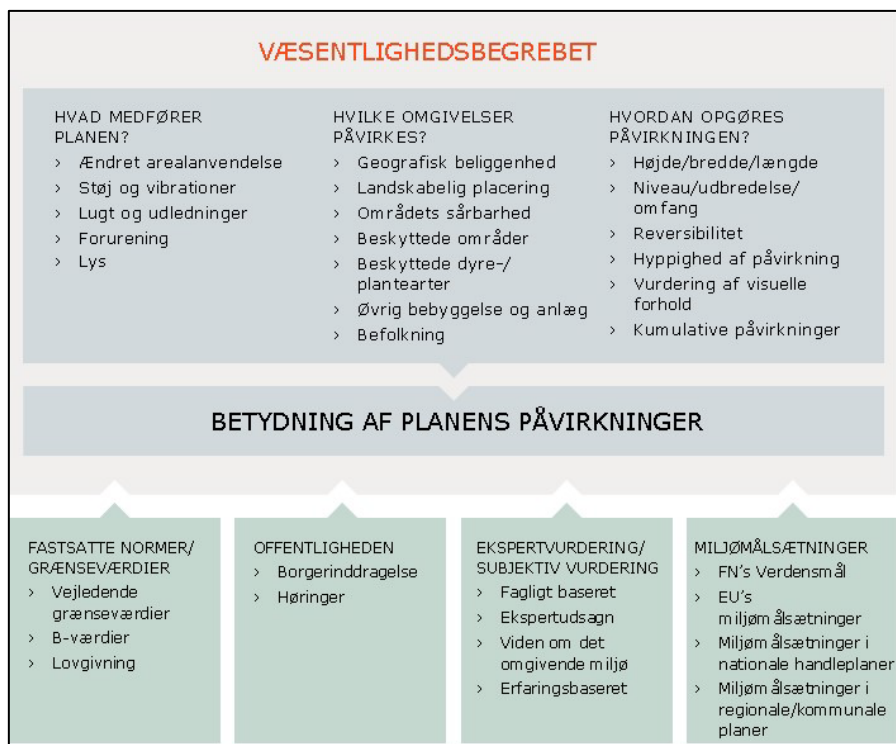 VÆSENTLIGHEDSBEGREBET
HVAD MEDFØRER
PLANEN?
> Ændret arealanvendelse
> Støj og vibrationer
> Lugt og udledninger
> Forurening
> Lys
HVILKE OMGIVELSER
PÅVIRKES?
> Geografisk beliggenhed
> Landskabelig placering
> Områdets sårbarhed
> Beskyttede områder
> Beskyttede dyre-/
plantearter
> Øvrig bebyggelse og anlæg
> Befolkning
HVORDAN OPGØRES
PÅVIRKNINGEN?
> Højde/bredde/længde
> Niveau/udbredelse/
omfang
> Reversibilitet
> Hyppighed af påvirkning
> Vurdering af visuelle
forhold
> Kumulative påvirkninger
BETYDNING AF PLANENS PÅVIRKNINGER
FASTSATTE NORMER/
GRÆNSEVÆRDIER
> Vejledende
grænseværdier
> B-værdier
> Lovgivning
OFFENTLIGHEDEN
> Borgerinddragelse
> Høringer
EKSPERTVURDERING/
SUBJEKTIV VURDERING
> Fagligt baseret
> Ekspertudsagn
> Viden om det
omgivende miljø
> Erfaringsbaseret
MILJØMÅLSÆTNINGER
> FN's Verdensmål
> EU's
miljømålsætninger
> Miljømålsætninger i
nationale handleplaner
> Miljømålsætninger i
regionale/kommunale
planer